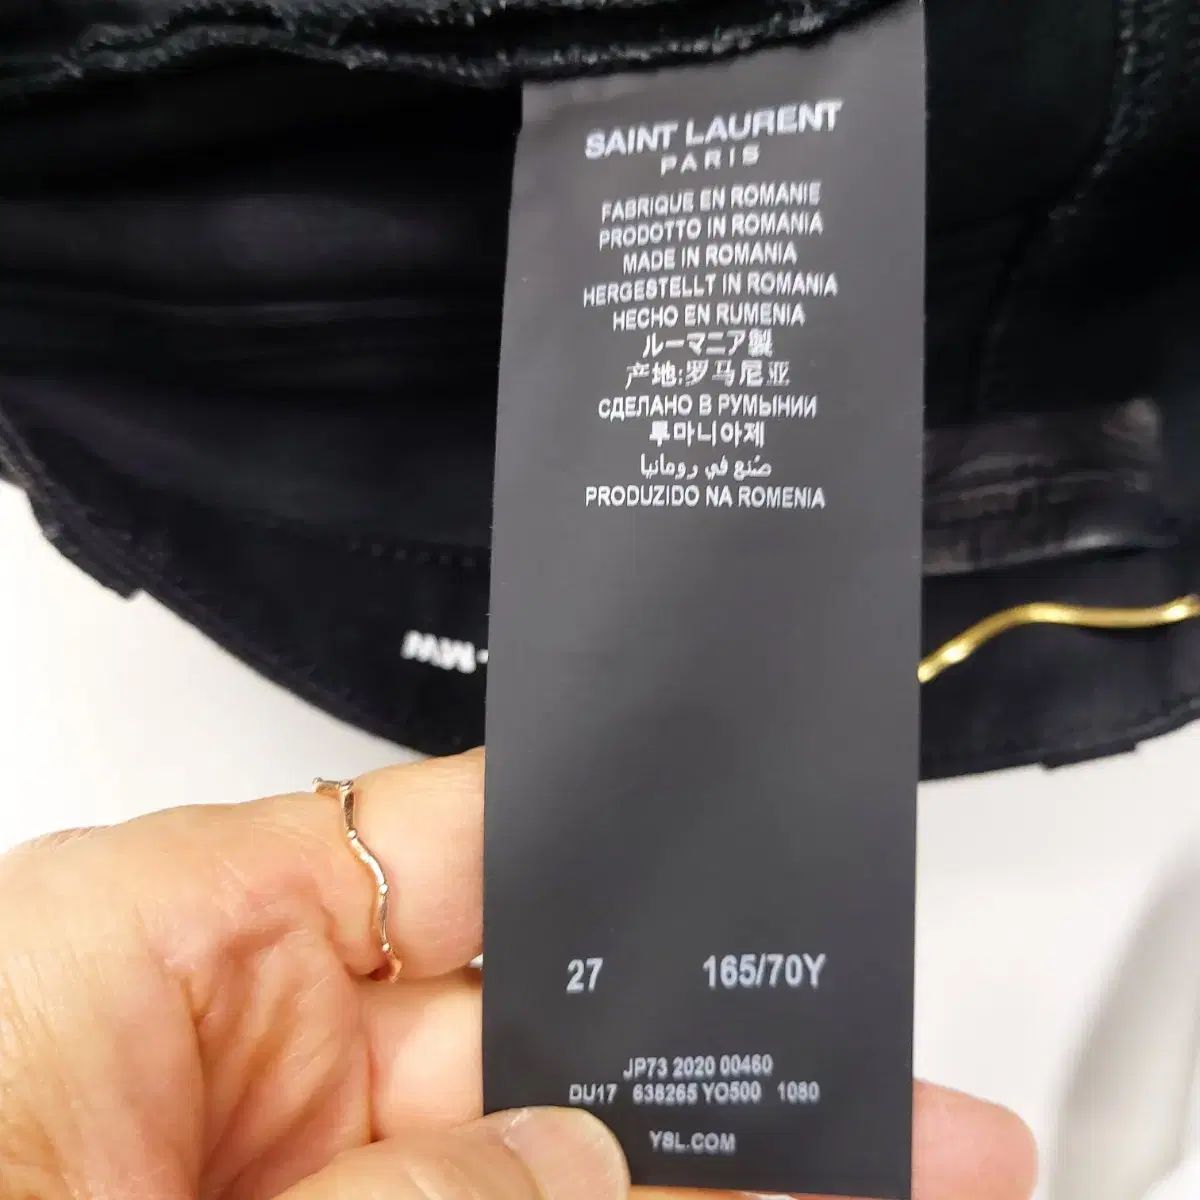 SAINT LAURENT
PARIS
FABRIQUE EN ROMANIE
PRODOTTO IN ROMANIA
MADE IN ROMANIA
HERGESTELLT IN ROMANIA
HECHO EN RUMENIA
ルーマニア製
产地:罗马尼亚
СДЕЛАНО В РУМЫНИИ
루마니아제
صُنع في رومانيا
PRODUZIDO NA ROMENIA
27 165/70Y
JP73 2020 00460
DU17 638265 YO500 1080
YSL.COM